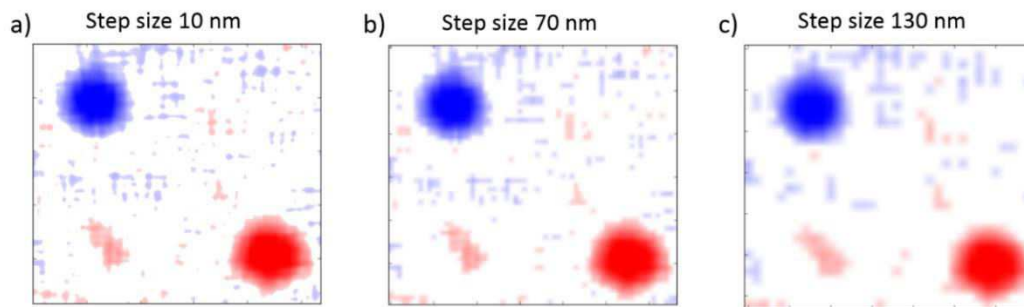 a)
Step size 10 nm
b)
Step size 70 nm
c)
Step size 130 nm